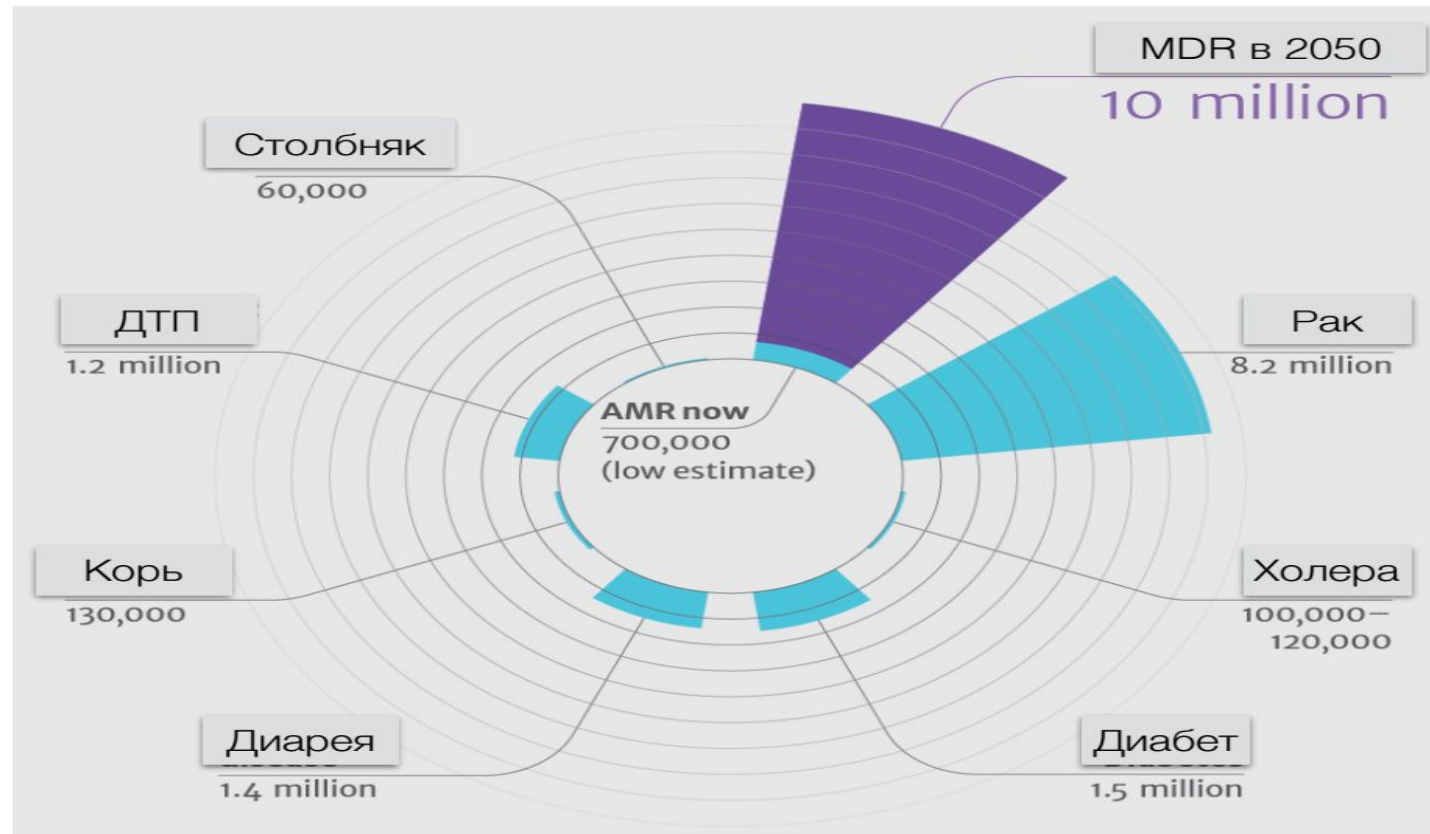 MDR в 2050
10 million
Столбняк
60,000
ДТП
1.2 million
Рак
8.2 million
AMR now
700,000
(low estimate)
Корь
130,000
Холера
100,000–
120,000
Диарея
1.4 million
Диабет
1.5 million